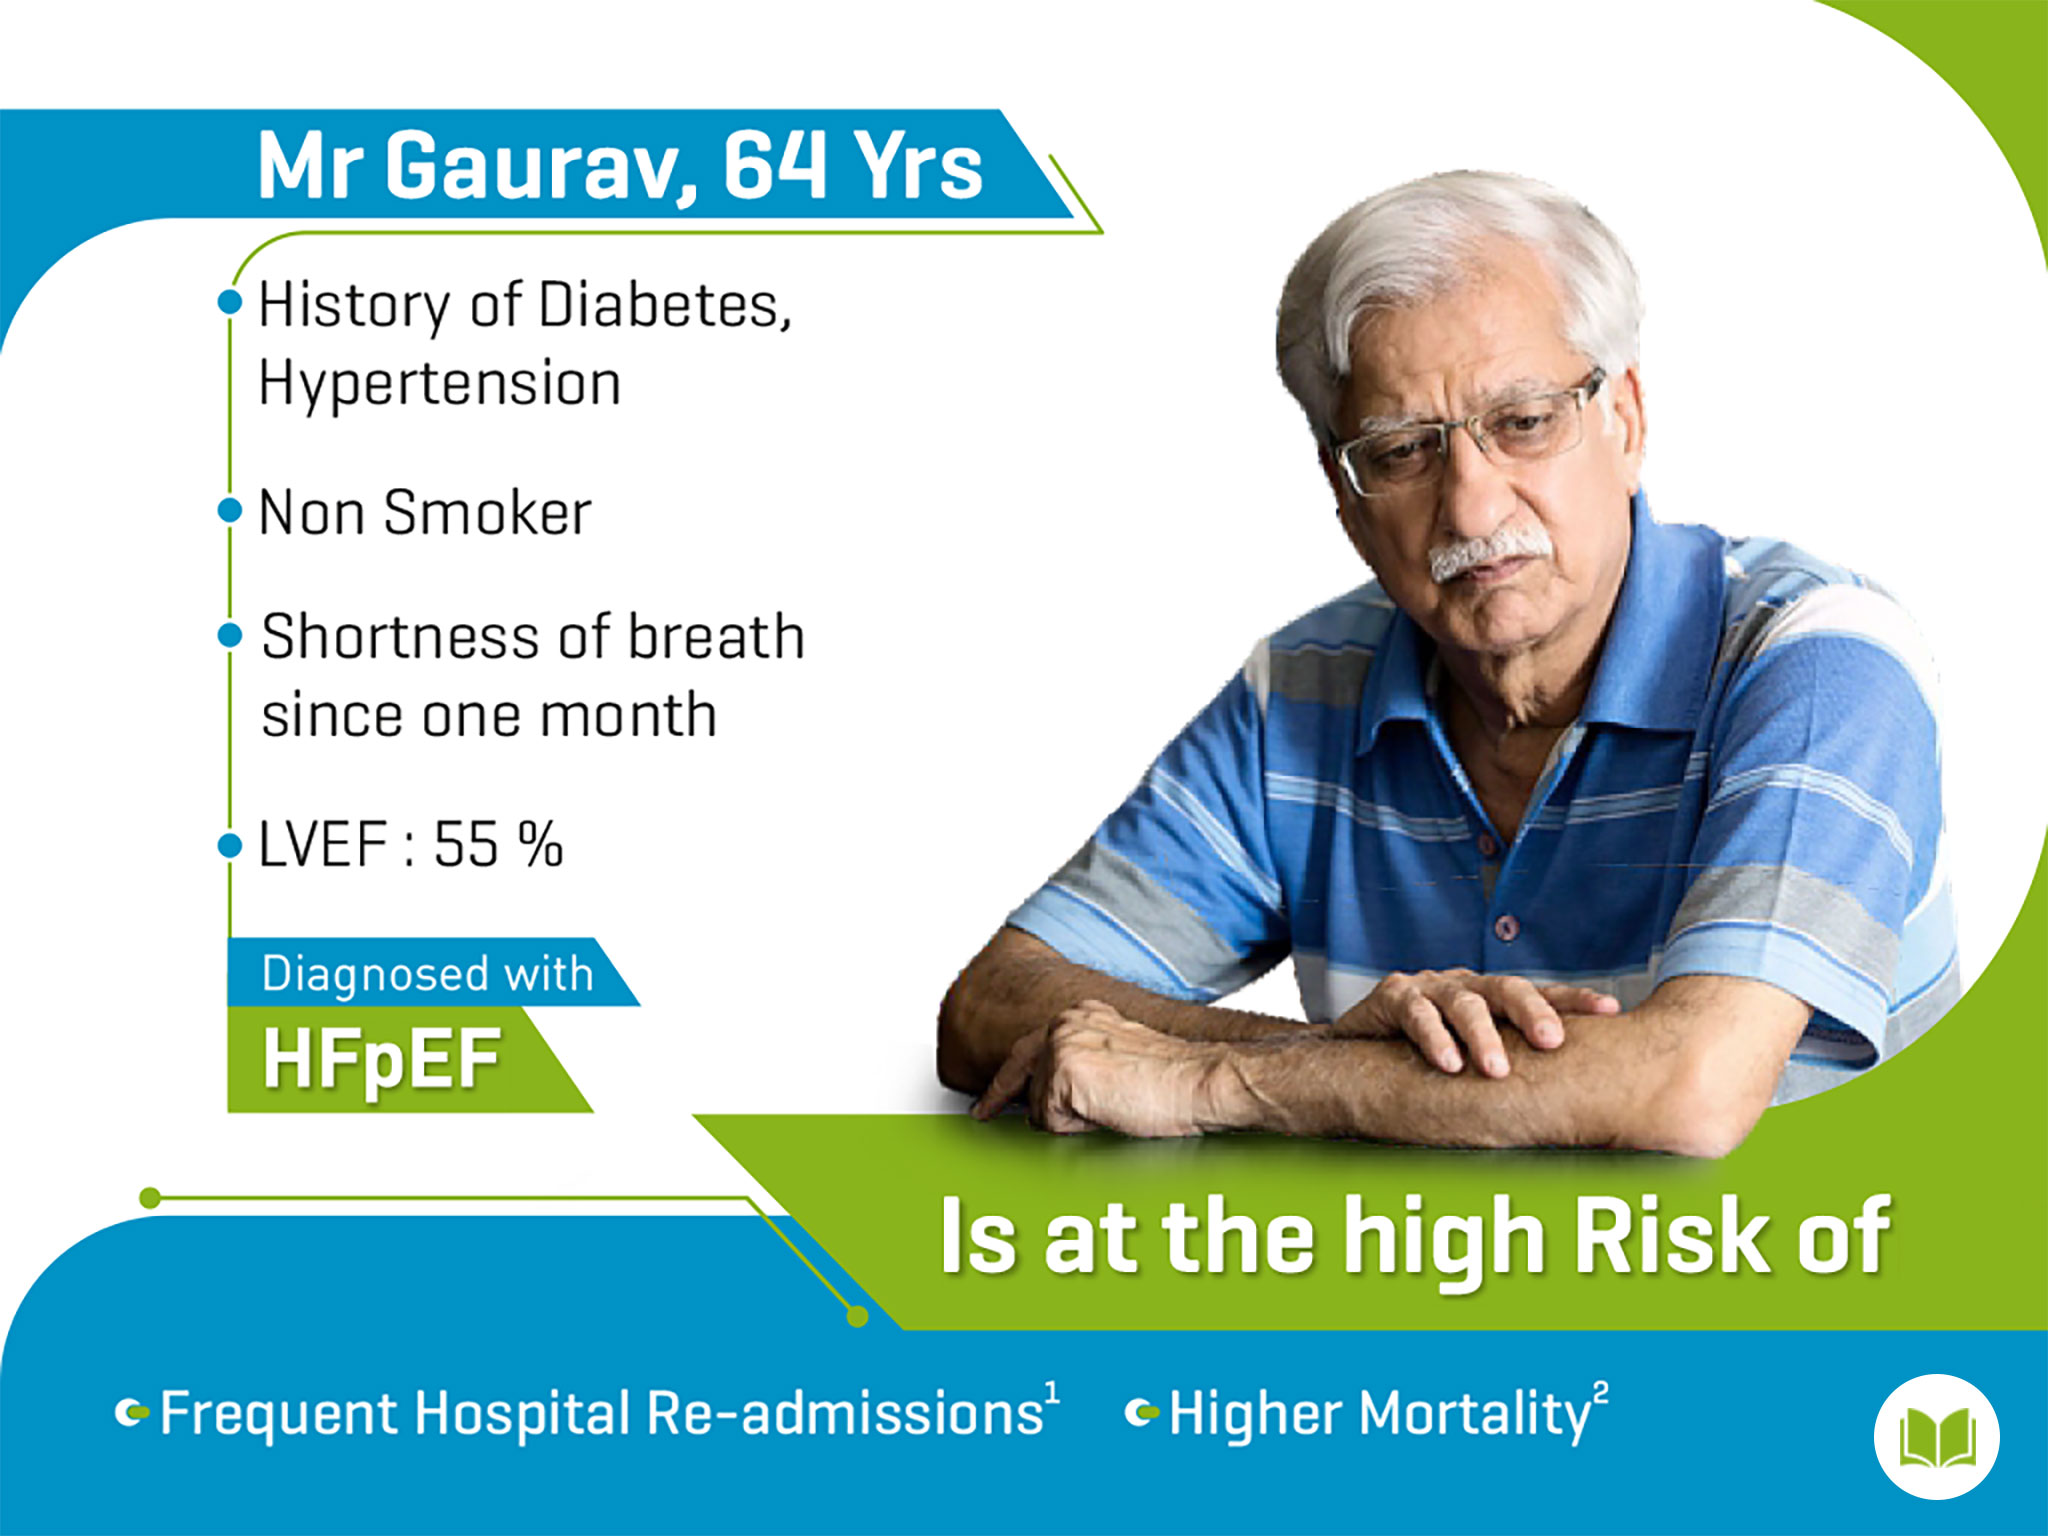 Mr Gaurav, 64 Yrs
History of Diabetes,
Hypertension
Non Smoker
Shortness of breath
since one month
LVEF : 55 %
Diagnosed with
HFpEF
Is at the high Risk of
Frequent Hospital Re-admissions¹
Higher Mortality²